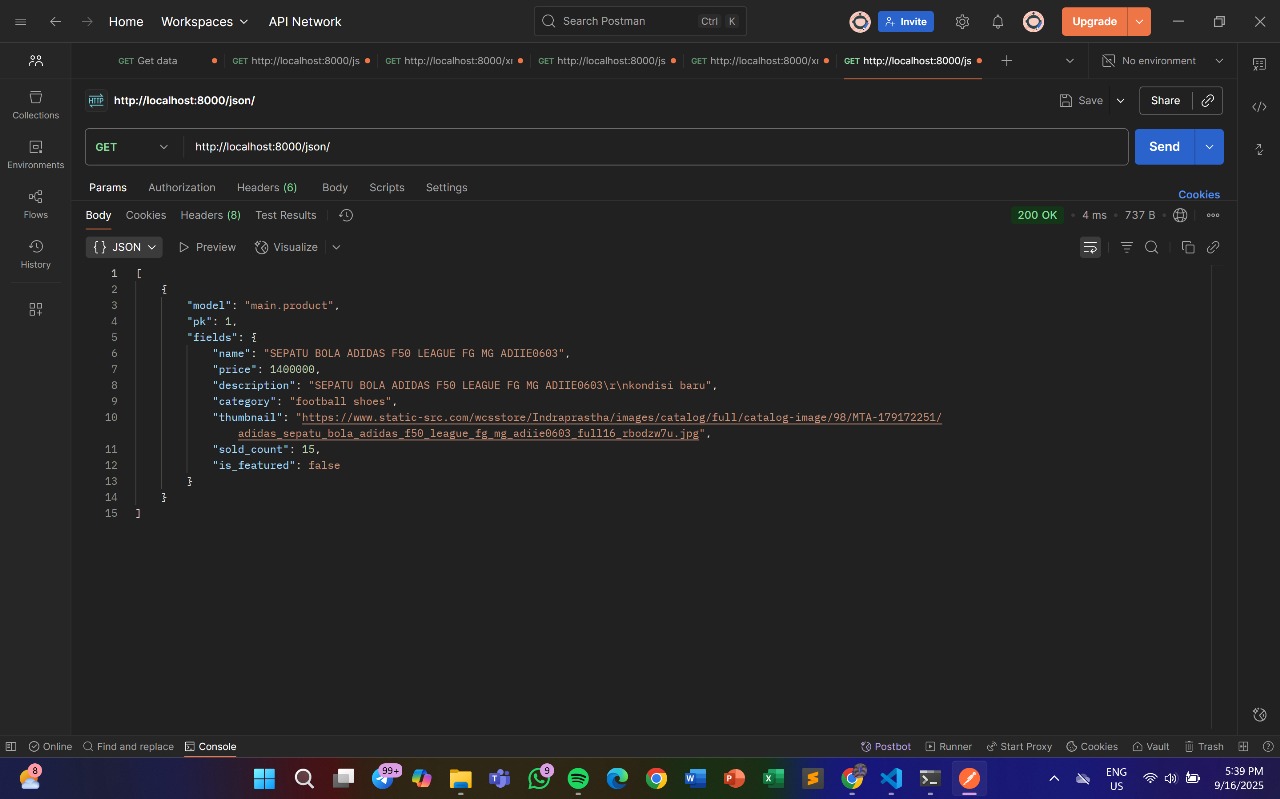 Home Workspaces API Network Search Postman Ctrl K Invite Upgrade
GET Get data GET http://localhost:8000/js GET http://localhost:8000/xı GET http://localhost:8000/js GET http://localhost:8000/xı GET http://localhost:8000/js No environment
HTTP http://localhost:8000/json/ Save Share
GET http://localhost:8000/json/ Send
Collections
Environments
Flows
History
Params Authorization Headers (6) Body Scripts Settings Cookies
Body Cookies Headers (8) Test Results 200 OK • 4 ms • 737 B
{ } JSON Preview Visualize
1 [
2 {
3 "model": "main.product",
4 "pk": 1,
5 "fields": {
6 "name": "SEPATU BOLA ADIDAS F50 LEAGUE FG MG ADIIE0603",
7 "price": 1400000,
8 "description": "SEPATU BOLA ADIDAS F50 LEAGUE FG MG ADIIE0603\r\nkondisi baru",
9 "category": "football shoes",
10 "thumbnail": "https://www.static-src.com/wcsstore/Indraprastha/images/catalog/full/catalog-image/98/MTA-179172251/
adidas_sepatu_bola_adidas_f50_league_fg_mg_adiie0603_full16_rbodzw7u.jpg",
11 "sold_count": 15,
12 "is_featured": false
13 }
14 }
15 ]
Online Find and replace Console Postbot Runner Start Proxy Cookies Vault Trash
8 99+ 9 ENG 5:39 PM
US 9/16/2025